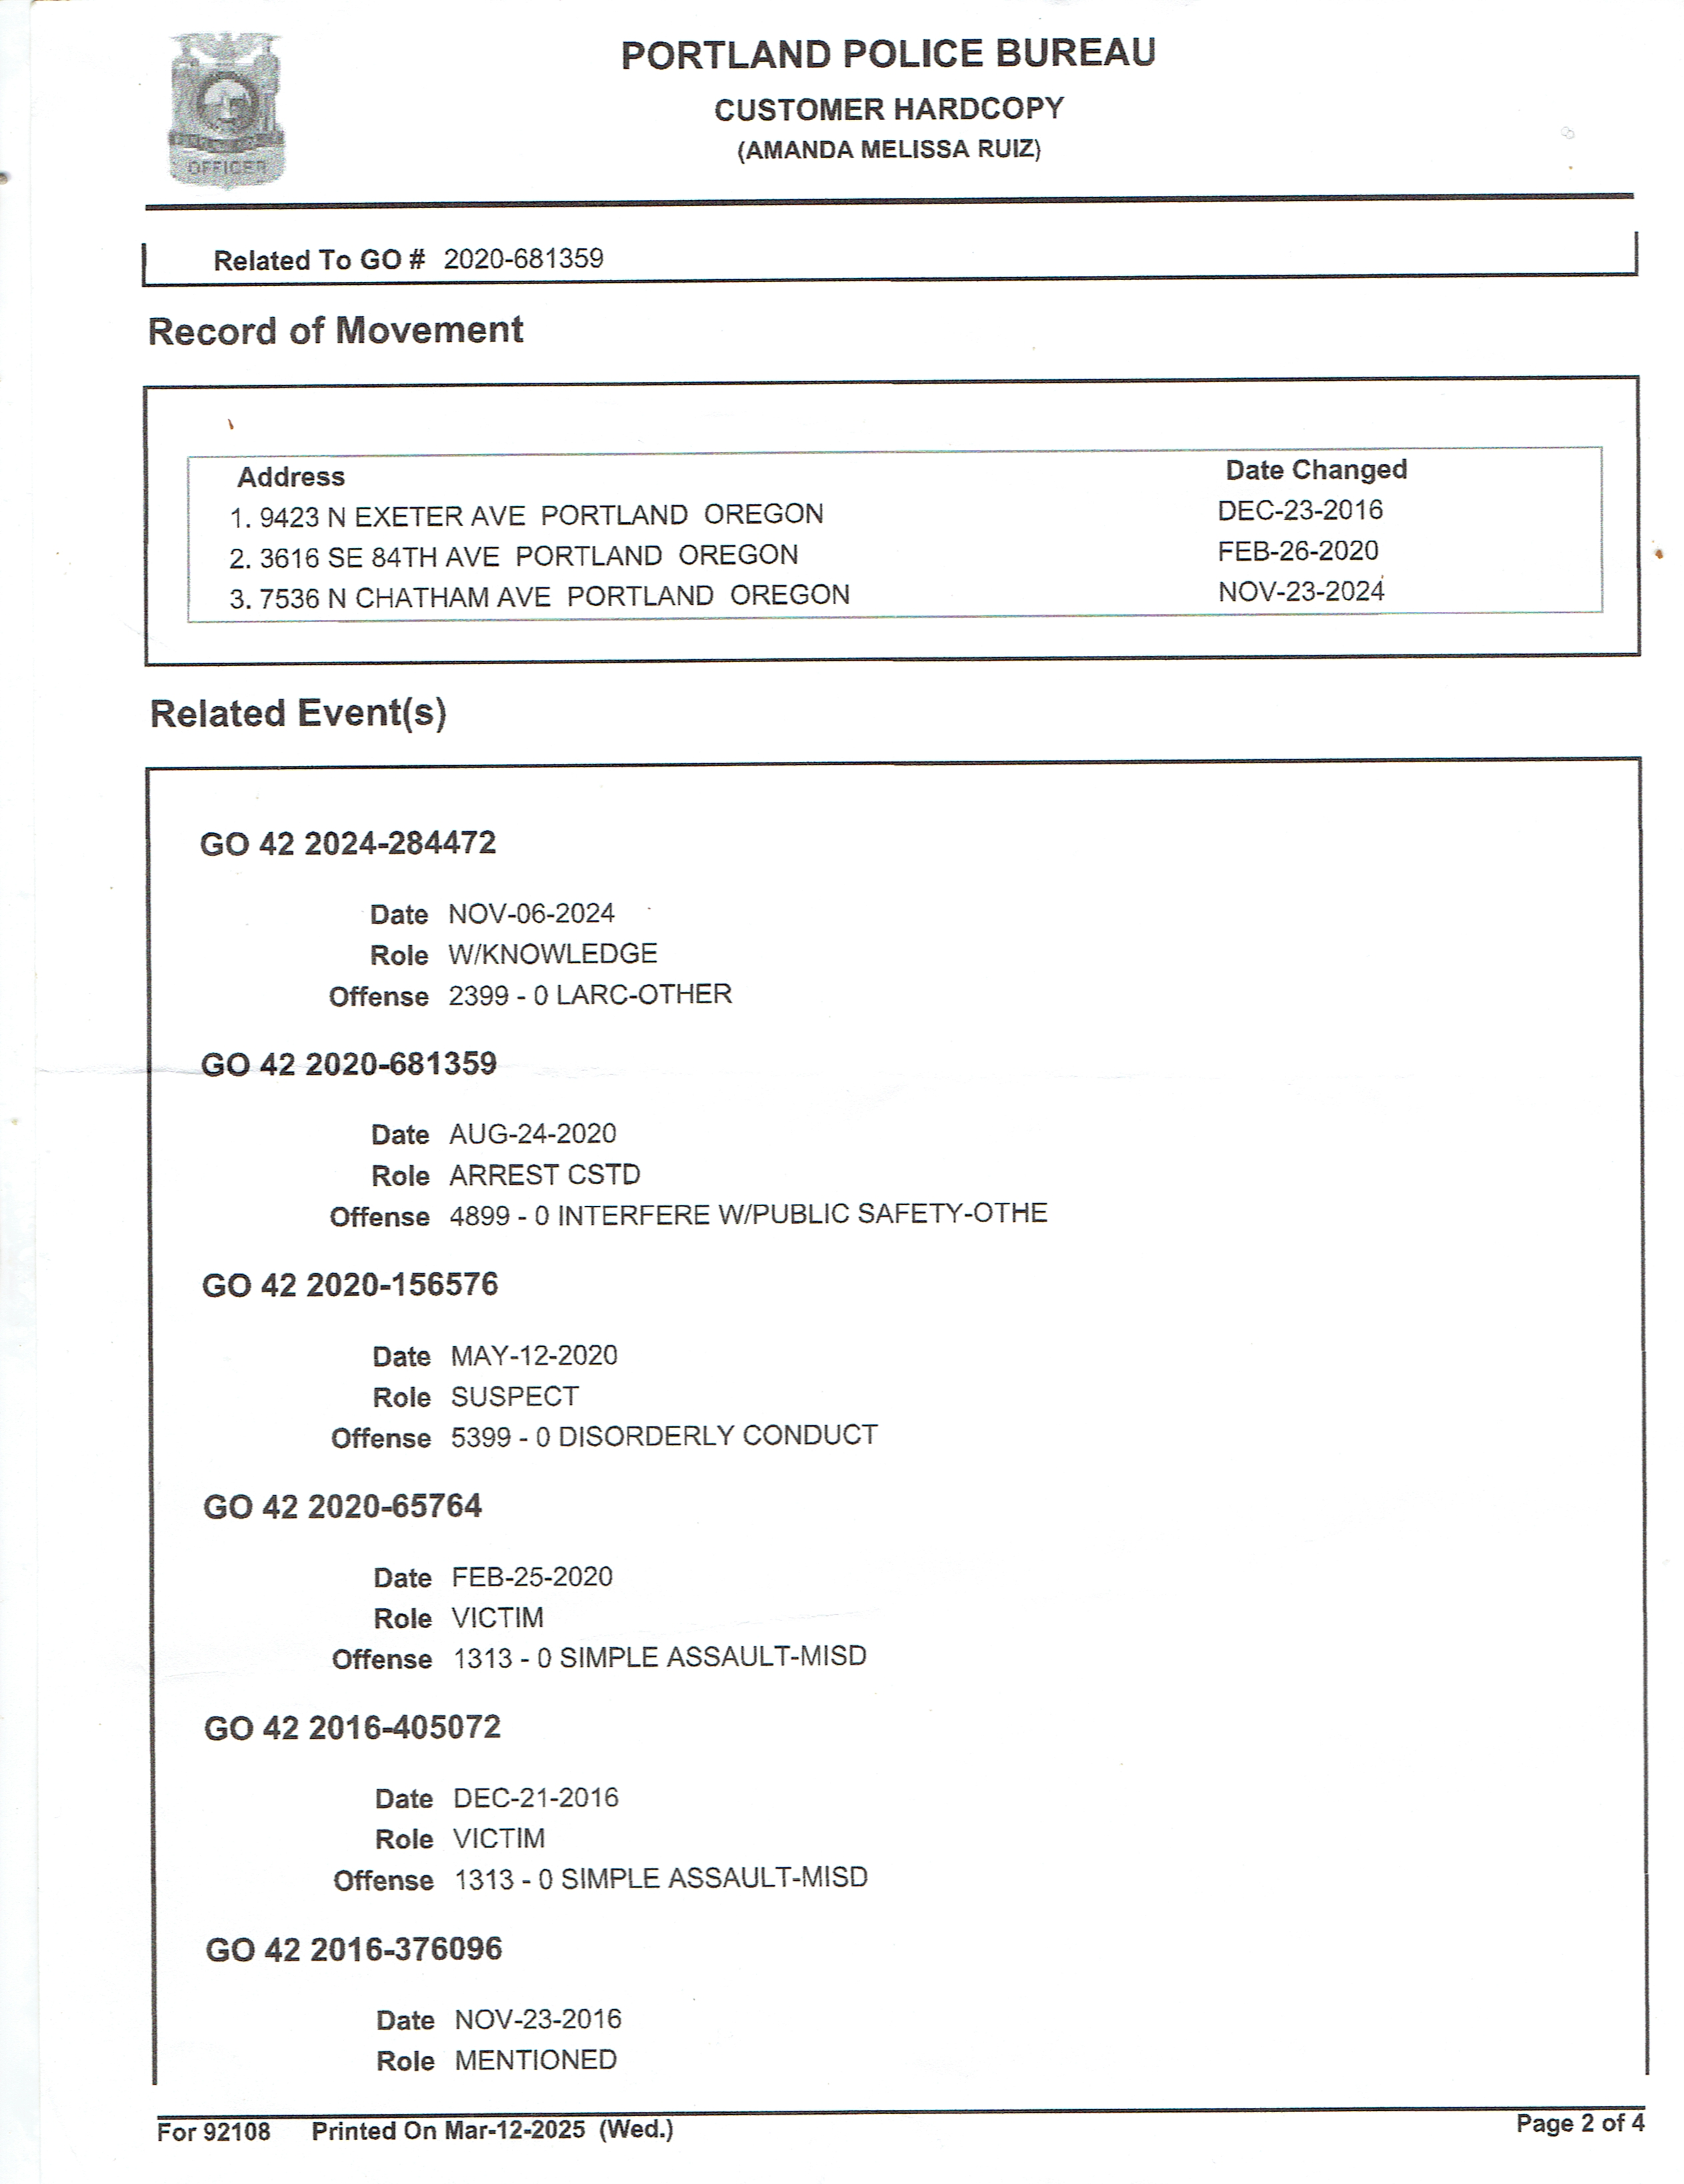 OFFICER
PORTLAND POLICE BUREAU
CUSTOMER HARDCOPY
(AMANDA MELISSA RUIZ)
Related To GO # 2020-681359
Record of Movement
Address Date Changed
1. 9423 N EXETER AVE PORTLAND OREGON DEC-23-2016
2. 3616 SE 84TH AVE PORTLAND OREGON FEB-26-2020
3. 7536 N CHATHAM AVE PORTLAND OREGON NOV-23-2024
Related Event(s)
GO 42 2024-284472
Date NOV-06-2024
Role W/KNOWLEDGE
Offense 2399 - 0 LARC-OTHER
GO 42 2020-681359
Date AUG-24-2020
Role ARREST CSTD
Offense 4899 - 0 INTERFERE W/PUBLIC SAFETY-OTHE
GO 42 2020-156576
Date MAY-12-2020
Role SUSPECT
Offense 5399 - 0 DISORDERLY CONDUCT
GO 42 2020-65764
Date FEB-25-2020
Role VICTIM
Offense 1313 - 0 SIMPLE ASSAULT-MISD
GO 42 2016-405072
Date DEC-21-2016
Role VICTIM
Offense 1313 - 0 SIMPLE ASSAULT-MISD
GO 42 2016-376096
Date NOV-23-2016
Role MENTIONED
For 92108 Printed On Mar-12-2025 (Wed.) Page 2 of 4